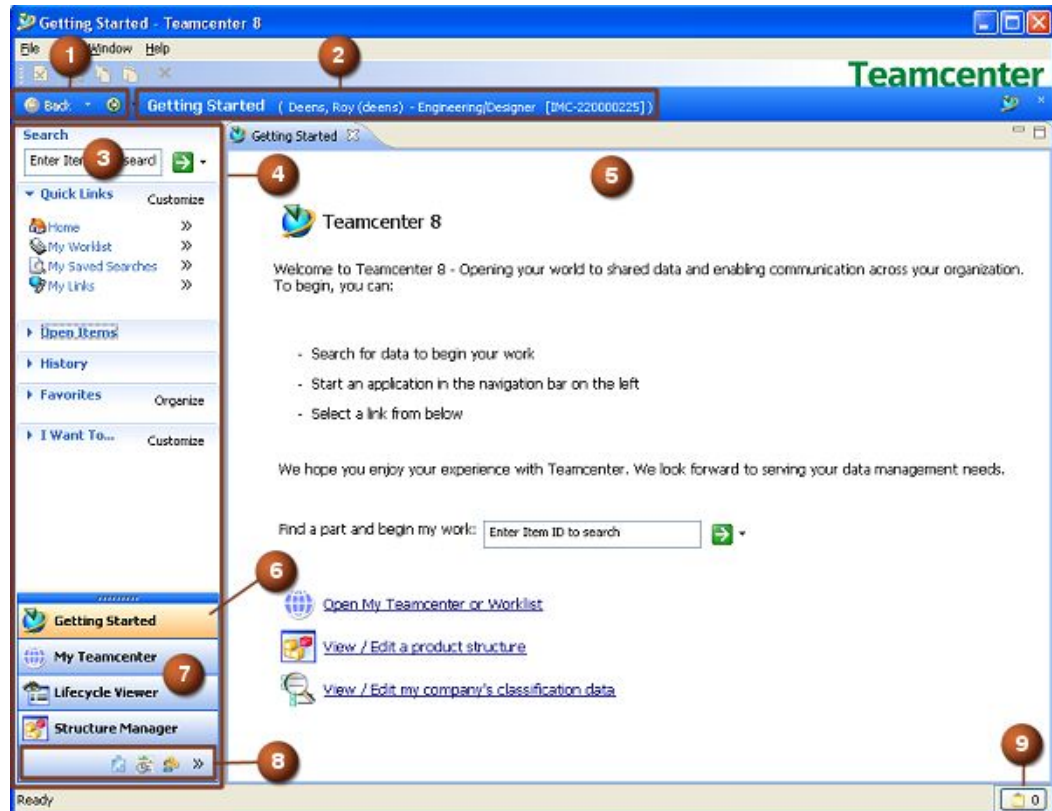 Getting Started - Teamcenter 8
File Window Help
1
2
Teamcenter
Back Getting Started ( Deens, Roy (deens) - Engineering/Designer [IMC-220000225] )
Search
Getting Started
3
4
5
Quick Links Customize
Home
My Worklist
My Saved Searches
My Links
Open Items
History
Favorites Organize
I Want To... Customize
Teamcenter 8
Welcome to Teamcenter 8 - Opening your world to shared data and enabling communication across your organization.
To begin, you can:
- Search for data to begin your work
- Start an application in the navigation bar on the left
- Select a link from below
We hope you enjoy your experience with Teamcenter. We look forward to serving your data management needs.
Find a part and begin my work: Enter Item ID to search
6
Open My Teamcenter or Worklist
View / Edit a product structure
View / Edit my company's classification data
Getting Started
My Teamcenter
7
Lifecycle Viewer
Structure Manager
8
9
Ready
0